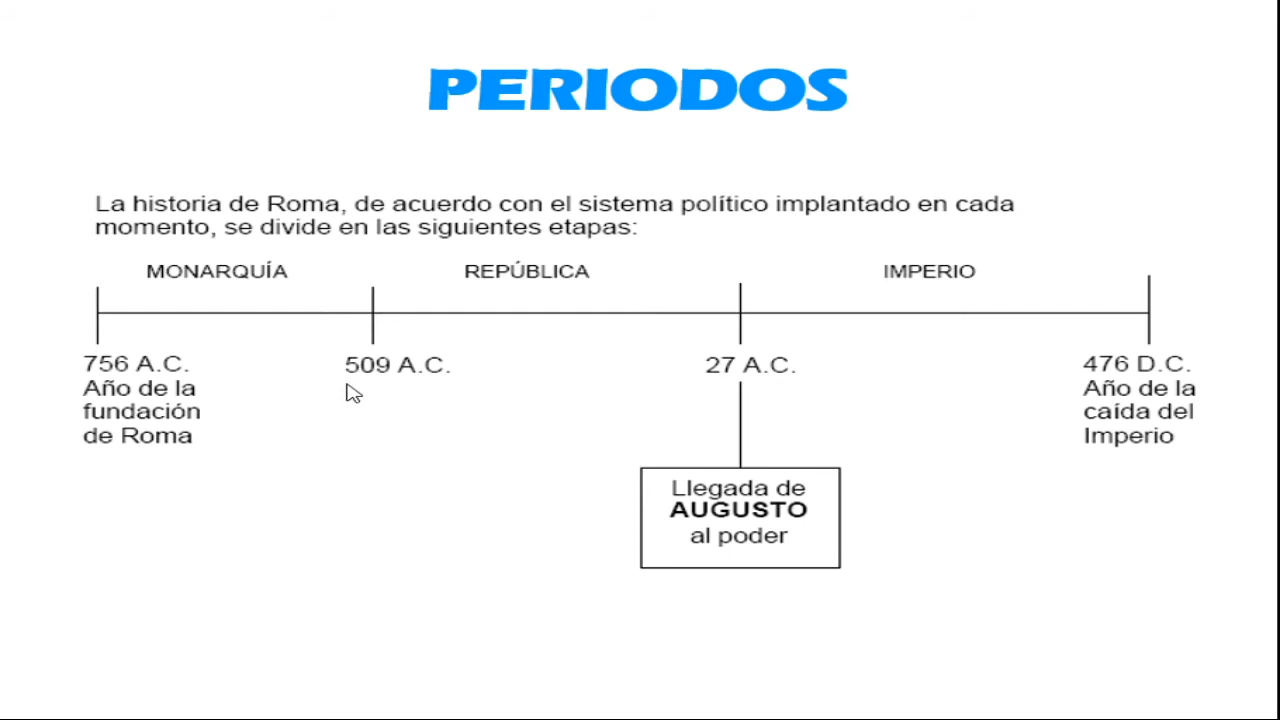 PERIODOS
La historia de Roma, de acuerdo con el sistema político implantado en cada
momento, se divide en las siguientes etapas:
MONARQUÍA
REPÚBLICA
IMPERIO
756 A.C.
Año de la
fundación
de Roma
509 A.C.
27 A.C.
476 D.C.
Año de la
caída del
Imperio
Llegada de
AUGUSTO
al poder